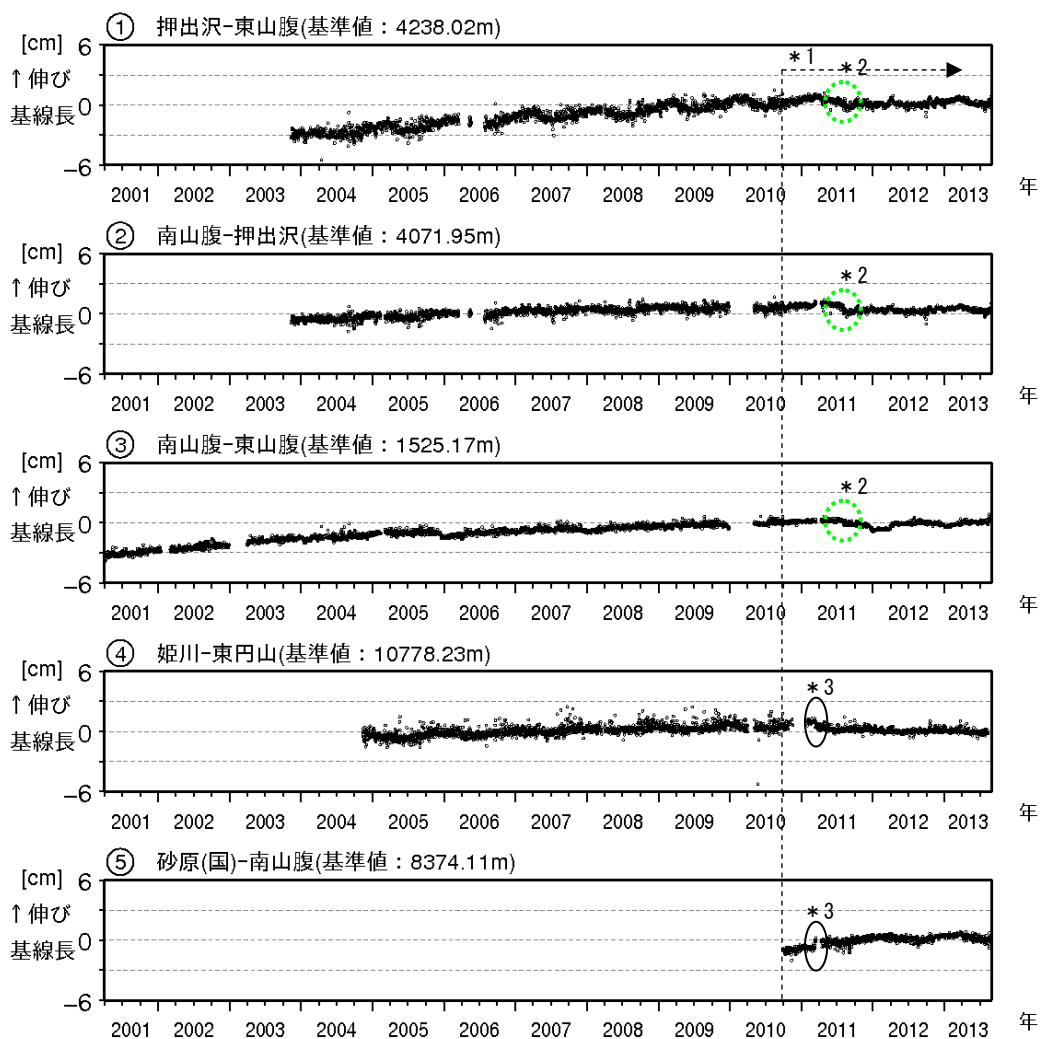 ① 押出沢-東山腹(基準値：4238.02m)
[cm] 6
↑伸び
基線長 0
-6
*1
*2
2001 2002 2003 2004 2005 2006 2007 2008 2009 2010 2011 2012 2013 年
② 南山腹-押出沢(基準値：4071.95m)
[cm] 6
↑伸び
基線長 0
-6
*2
2001 2002 2003 2004 2005 2006 2007 2008 2009 2010 2011 2012 2013 年
③ 南山腹-東山腹(基準値：1525.17m)
[cm] 6
↑伸び
基線長 0
-6
*2
2001 2002 2003 2004 2005 2006 2007 2008 2009 2010 2011 2012 2013 年
④ 姫川-東円山(基準値：10778.23m)
[cm] 6
↑伸び
基線長 0
-6
*3
2001 2002 2003 2004 2005 2006 2007 2008 2009 2010 2011 2012 2013 年
⑤ 砂原(国)-南山腹(基準値：8374.11m)
[cm] 6
↑伸び
基線長 0
-6
*3
2001 2002 2003 2004 2005 2006 2007 2008 2009 2010 2011 2012 2013 年